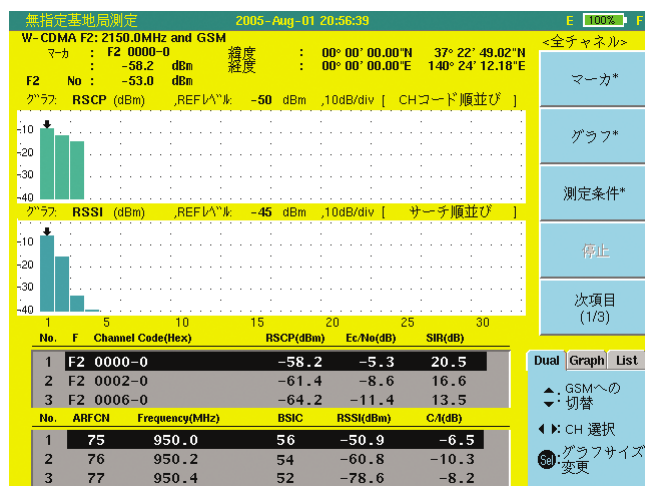 無指定基地局測定 2005-Aug-01 20:56:39 E 100% F
W-CDMA F2: 2150.0MHz and GSM
マーカ : F2 0000-0 緯度 : 00° 00' 00.00"N 37° 22' 49.02"N
: -58.2 dBm 経度 : 00° 00' 00.00"E 140° 24' 12.18"E
F2 No : -53.0 dBm
グラフ: RSCP (dBm) ,REFレベル: -50 dBm ,10dB/div [ CHコード順並び ]
-10
-20
-30
-40
グラフ: RSSI (dBm) ,REFレベル: -45 dBm ,10dB/div [ サーチ順並び ]
-10
-20
-30
-40
1 5 10 15 20 25 30
No. F Channel Code(Hex) RSCP(dBm) Ec/No(dB) SIR(dB)
1 F2 0000-0 -58.2 -5.3 20.5
2 F2 0002-0 -61.4 -8.6 16.6
3 F2 0006-0 -64.2 -11.4 13.5
No. ARFCN Frequency(MHz) BSIC RSSI(dBm) C/I(dB)
1 75 950.0 56 -50.9 -6.5
2 76 950.2 54 -60.8 -10.3
3 77 950.4 52 -78.6 -8.2
<全チャネル>
マーカ*
グラフ*
測定条件*
停止
次項目
(1/3)
Dual Graph List
: GSMへの
切替
: CH 選択
Sel: グラフサイズ
変更